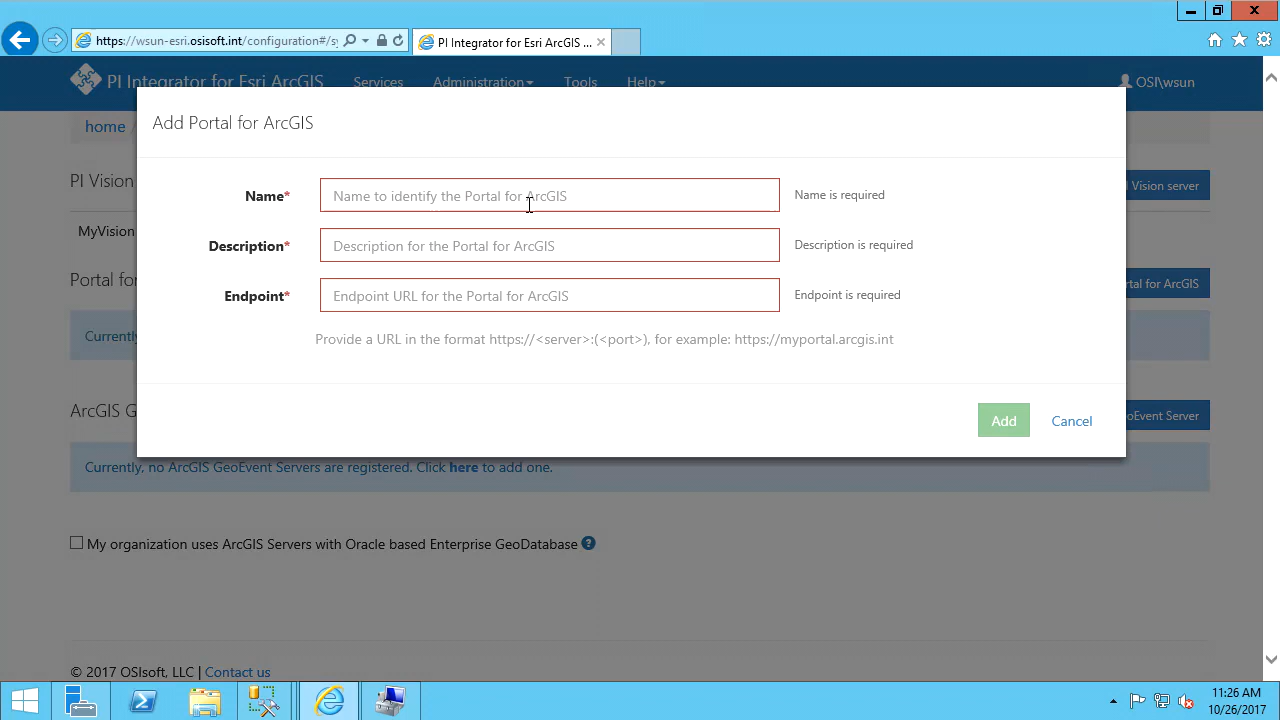 https://wsun-esri.osisoft.int/configuration#/sy
PI Integrator for Esri ArcGIS ...
PI Integrator for Esri ArcGIS
Services
Administration
Tools
Help
OSI\wsun
home
Add Portal for ArcGIS
PI Vision
PI Vision server
Name*
Name to identify the Portal for ArcGIS
Name is required
MyVision
Description*
Description for the Portal for ArcGIS
Description is required
Portal for
rtal for ArcGIS
Endpoint*
Endpoint URL for the Portal for ArcGIS
Endpoint is required
Currently
Provide a URL in the format https://<server>:(<port>), for example: https://myportal.arcgis.int
ArcGIS G
oEvent Server
Add
Cancel
Currently, no ArcGIS GeoEvent Servers are registered. Click here to add one.
My organization uses ArcGIS Servers with Oracle based Enterprise GeoDatabase ?
© 2017 OSIsoft, LLC | Contact us
11:26 AM
10/26/2017